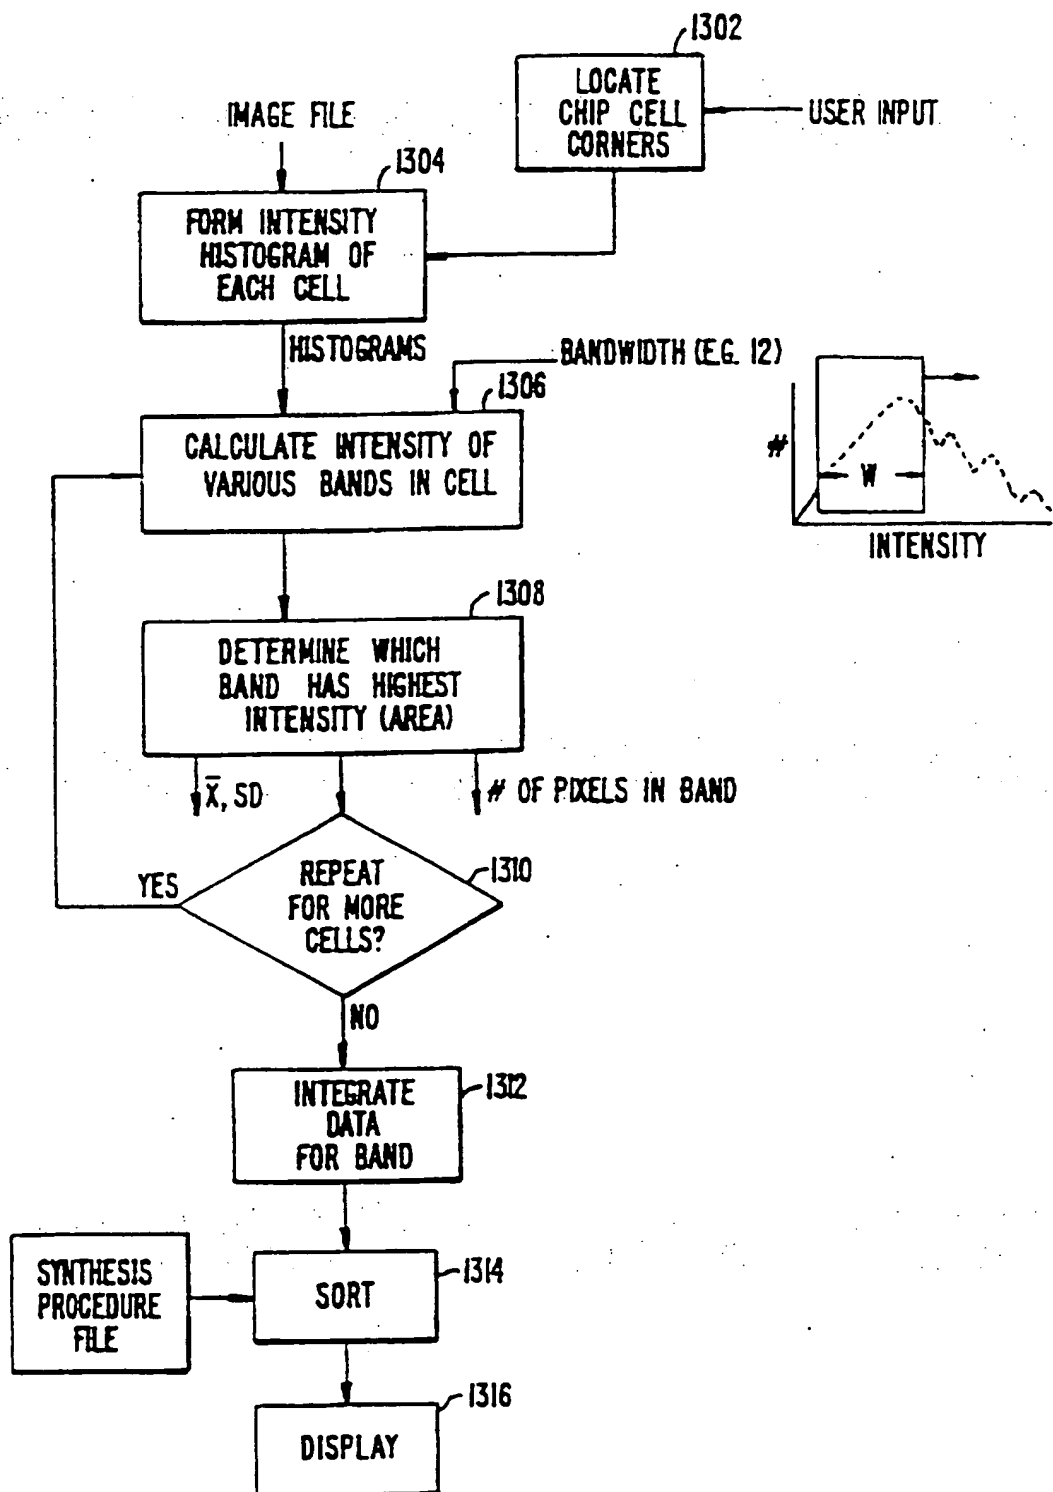 1302
LOCATE
CHIP CELL
CORNERS
USER INPUT
IMAGE FILE
1304
FORM INTENSITY
HISTOGRAM OF
EACH CELL
HISTOGRAMS
BANDWIDTH (E.G. 12)
1306
CALCULATE INTENSITY OF
VARIOUS BANDS IN CELL
#
W
INTENSITY
1308
DETERMINE WHICH
BAND HAS HIGHEST
INTENSITY (AREA)
X̅, SD
# OF PIXELS IN BAND
1310
REPEAT
FOR MORE
CELLS?
YES
NO
1312
INTEGRATE
DATA
FOR BAND
SYNTHESIS
PROCEDURE
FILE
1314
SORT
1316
DISPLAY